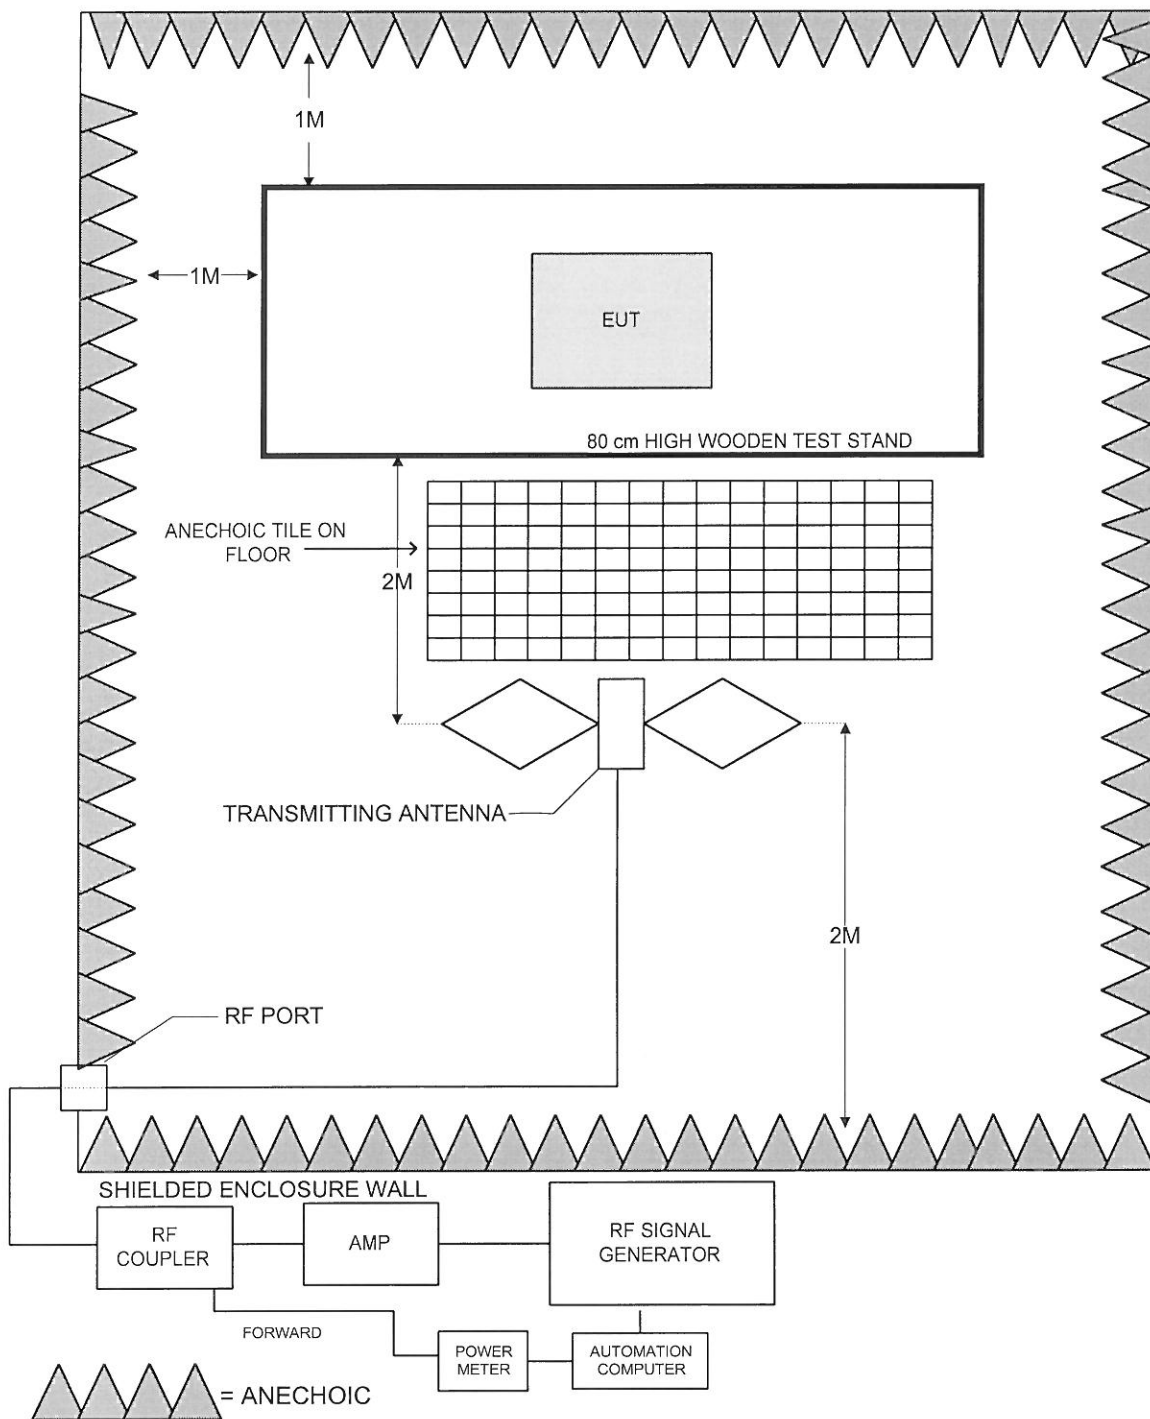 1M
1M
EUT
80 cm HIGH WOODEN TEST STAND
ANECHOIC TILE ON
FLOOR
2M
TRANSMITTING ANTENNA
2M
RF PORT
SHIELDED ENCLOSURE WALL
RF
COUPLER
AMP
RF SIGNAL
GENERATOR
FORWARD
POWER
METER
AUTOMATION
COMPUTER
= ANECHOIC